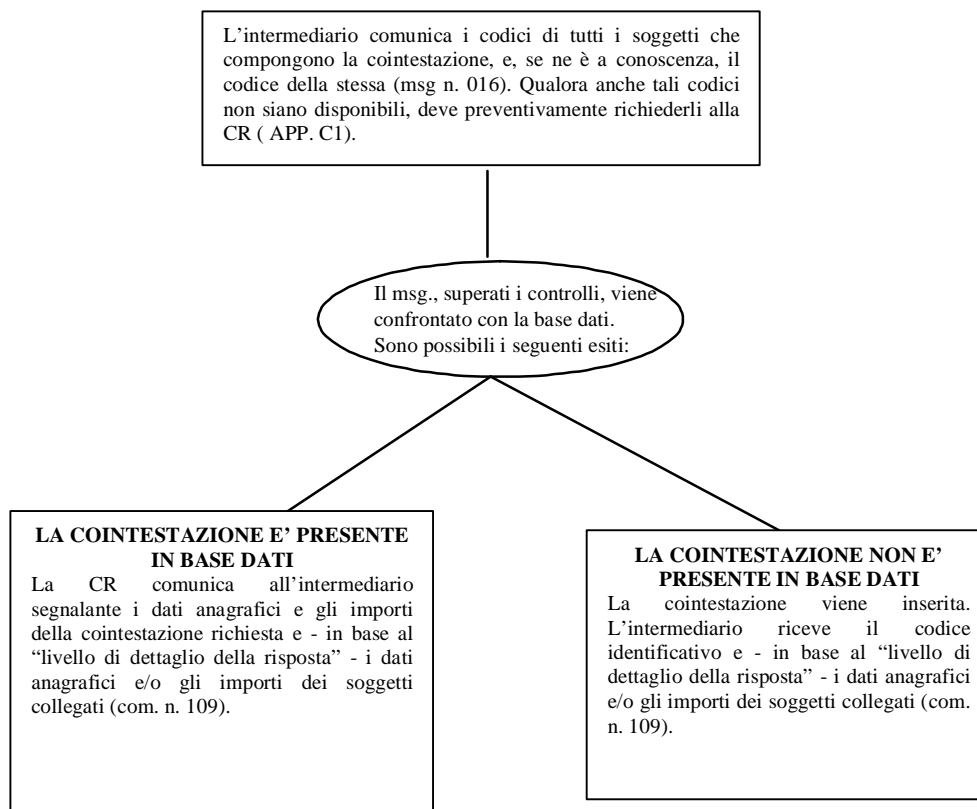 L'intermediario comunica i codici di tutti i soggetti che
compongono la cointestazione, e, se ne è a conoscenza, il
codice della stessa (msg n. 016). Qualora anche tali codici
non siano disponibili, deve preventivamente richiederli alla
CR ( APP. C1).
Il msg., superati i controlli, viene
confrontato con la base dati.
Sono possibili i seguenti esiti:
LA COINTESTAZIONE E' PRESENTE
IN BASE DATI
La CR comunica all'intermediario
segnalante i dati anagrafici e gli importi
della cointestazione richiesta e - in base al
“livello di dettaglio della risposta” - i dati
anagrafici e/o gli importi dei soggetti
collegati (com. n. 109).
LA COINTESTAZIONE NON E'
PRESENTE IN BASE DATI
La cointestazione viene inserita.
L'intermediario riceve il codice
identificativo e - in base al “livello di
dettaglio della risposta” - i dati anagrafici
e/o gli importi dei soggetti collegati (com.
n. 109).